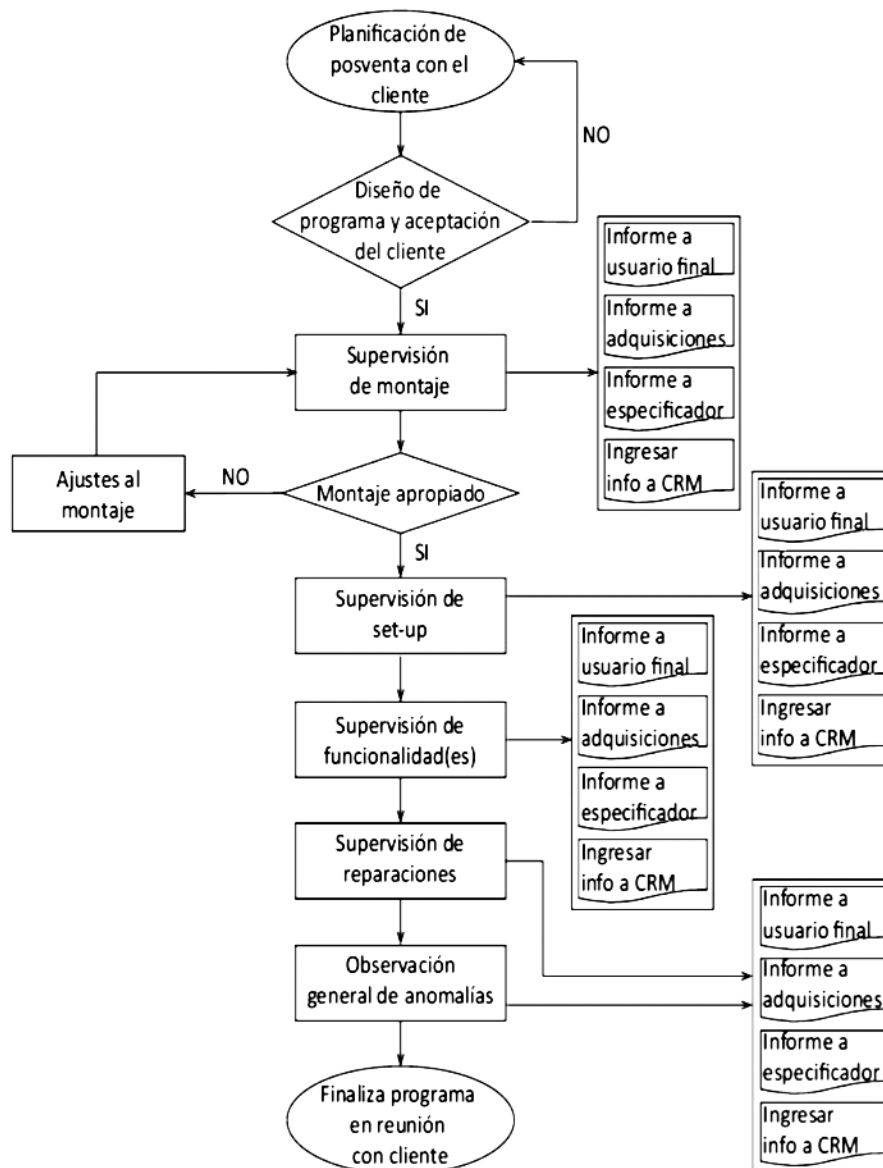 Planificación de
posventa con el
cliente
NO
Diseño de
programa y aceptación
del cliente
SI
Supervisión
de montaje
Informe a
usuario final
Informe a
adquisiciones
Informe a
especificador
Ingresar
info a CRM
Ajustes al
montaje
NO
Montaje apropiado
SI
Supervisión de
set-up
Informe a
usuario final
Informe a
adquisiciones
Informe a
especificador
Ingresar
info a CRM
Supervisión de
funcionalidad(es)
Informe a
usuario final
Informe a
adquisiciones
Informe a
especificador
Ingresar
info a CRM
Supervisión de
reparaciones
Observación
general de anomalías
Informe a
usuario final
Informe a
adquisiciones
Informe a
especificador
Ingresar
info a CRM
Finaliza programa
en reunión
con cliente